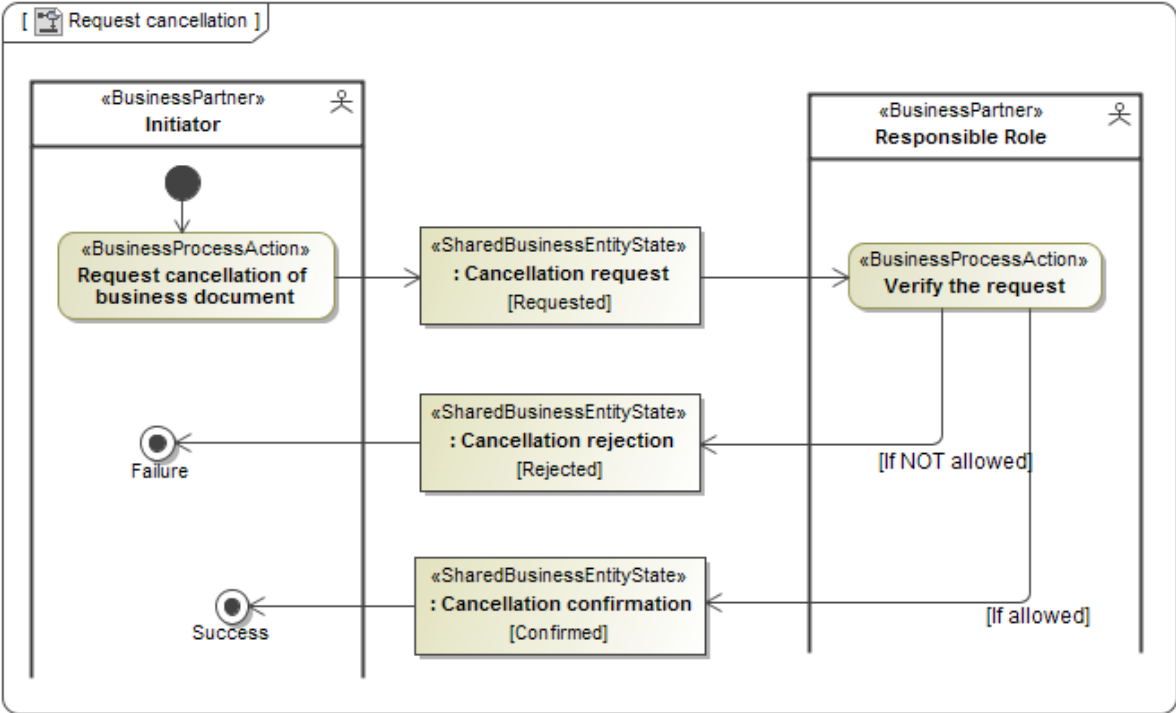 [ Request cancellation ]
«BusinessPartner»
Initiator
«BusinessPartner»
Responsible Role
«BusinessProcessAction»
Request cancellation of
business document
«SharedBusinessEntityState»
: Cancellation request
[Requested]
«BusinessProcessAction»
Verify the request
«SharedBusinessEntityState»
: Cancellation rejection
[Rejected]
Failure
[If NOT allowed]
«SharedBusinessEntityState»
: Cancellation confirmation
[Confirmed]
Success
[If allowed]